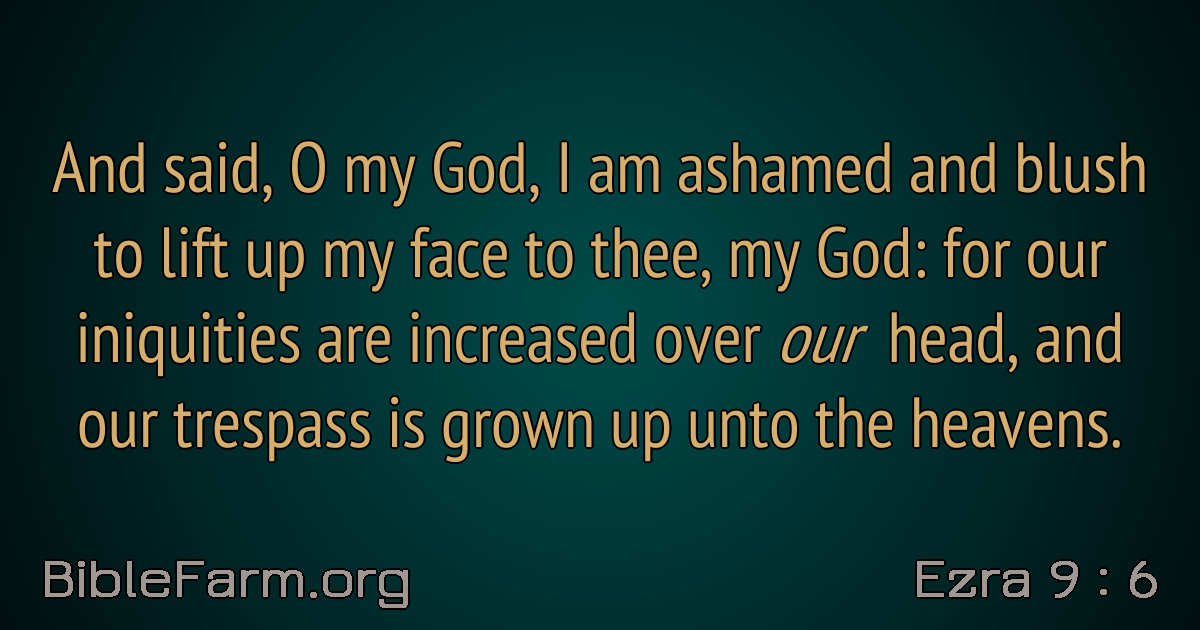 And said, O my God, I am ashamed and blush
to lift up my face to thee, my God: for our
iniquities are increased over our head, and
our trespass is grown up unto the heavens.
BibleFarm.org
Ezra 9 : 6